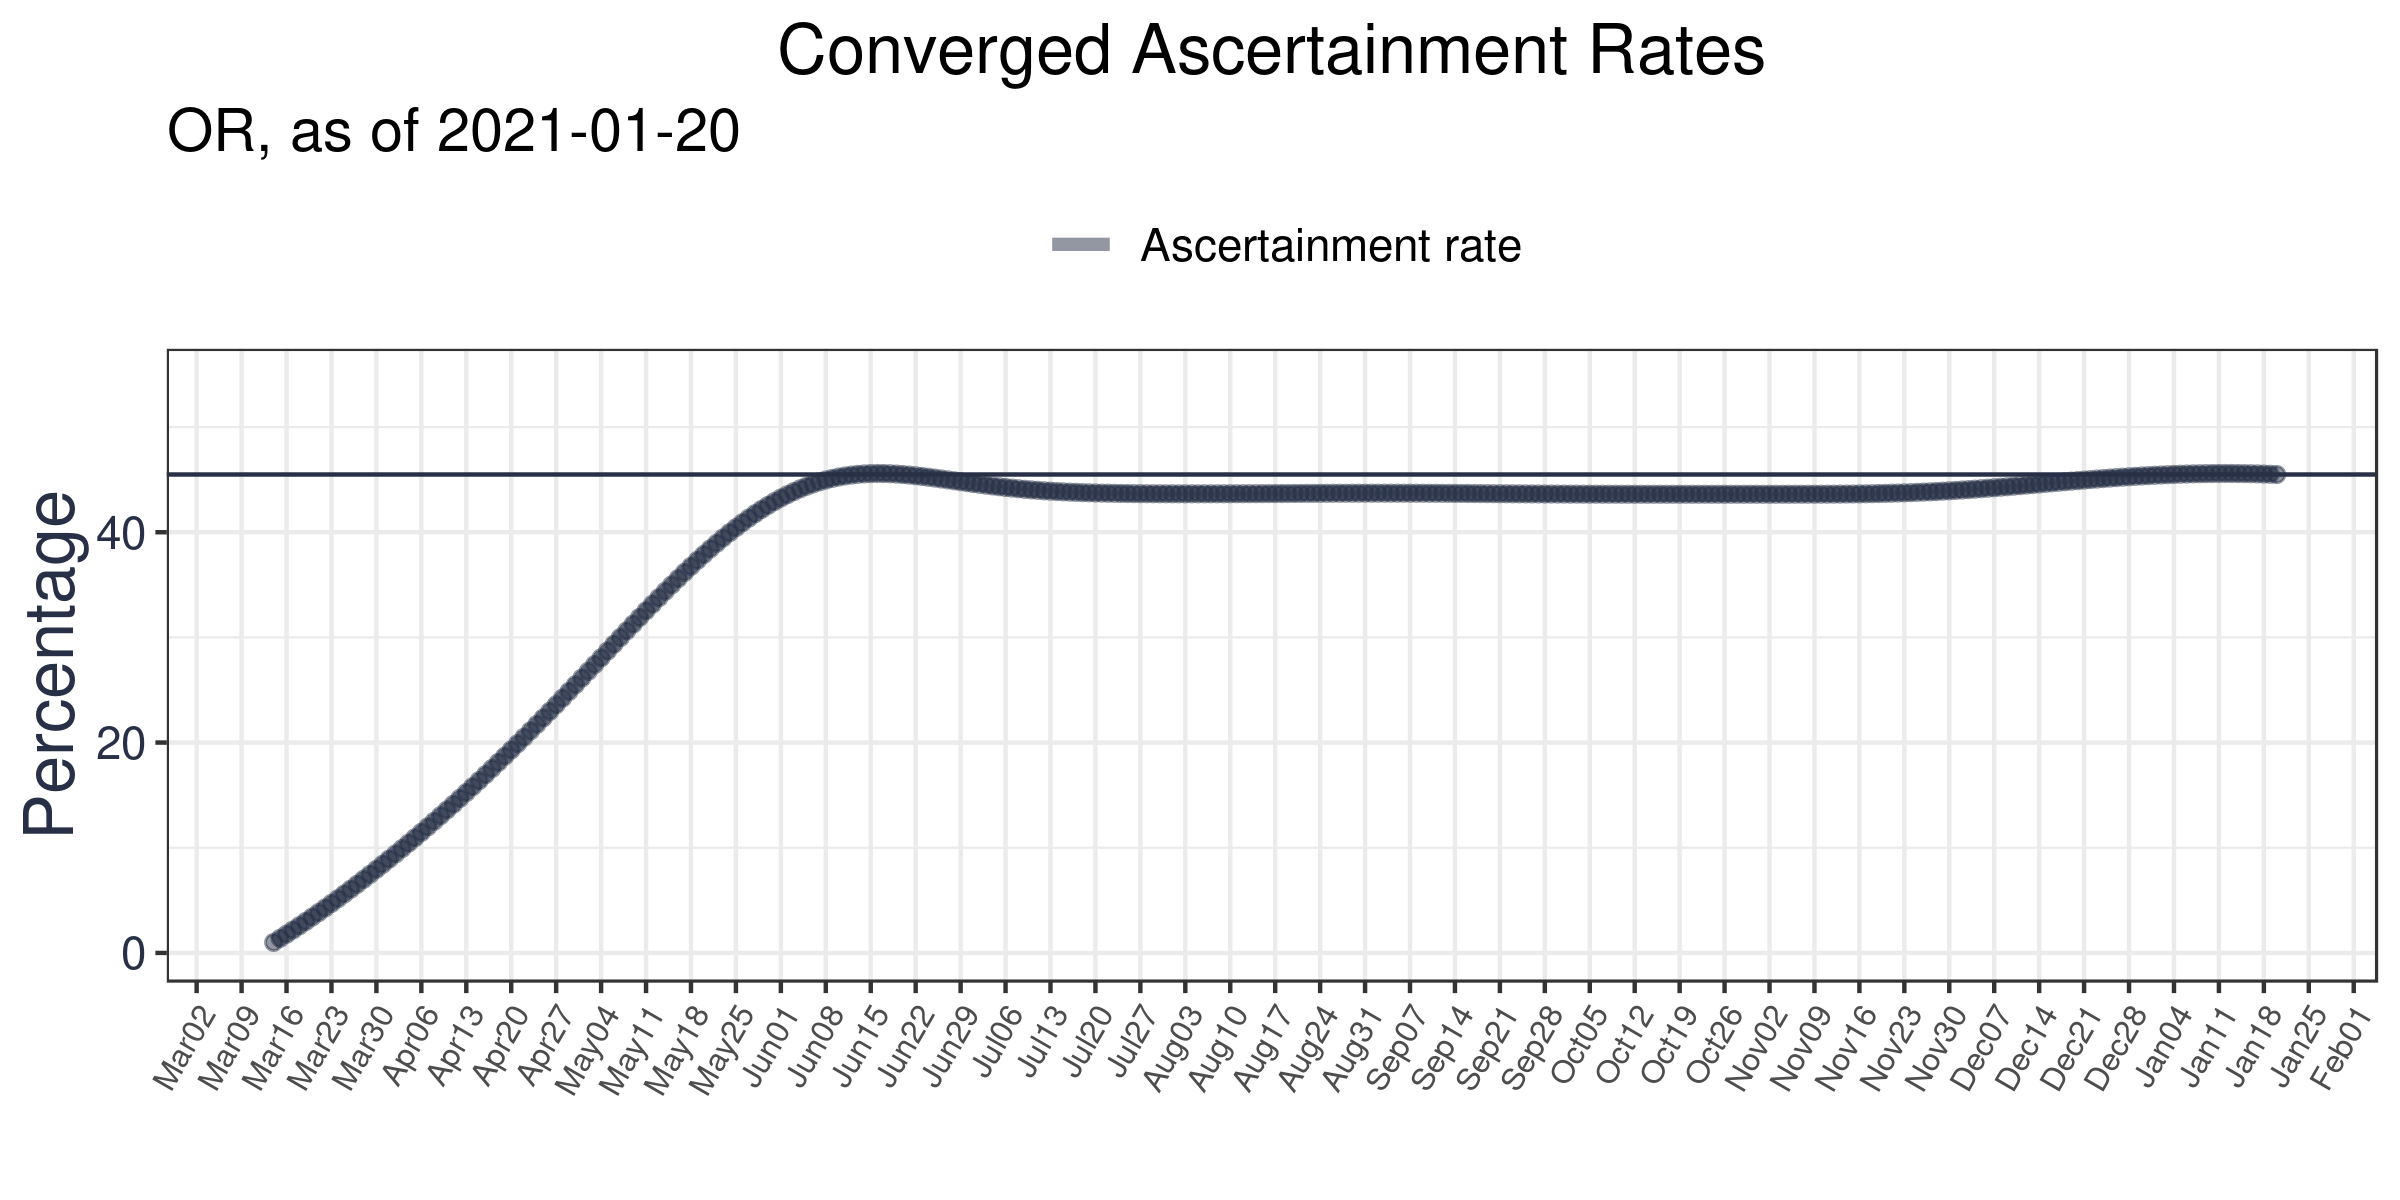 Converged Ascertainment Rates
OR, as of 2021-01-20
Ascertainment rate
Percentage
40
20
0
Mar02 Mar09 Mar16 Mar23 Mar30 Apr06 Apr13 Apr20 Apr27 May04 May11 May18 May25 Jun01 Jun08 Jun15 Jun22 Jun29 Jul06 Jul13 Jul20 Jul27 Aug03 Aug10 Aug17 Aug24 Aug31 Sep07 Sep14 Sep21 Sep28 Oct05 Oct12 Oct19 Oct26 Nov02 Nov09 Nov16 Nov23 Nov30 Dec07 Dec14 Dec21 Dec28 Jan04 Jan11 Jan18 Jan25 Feb01